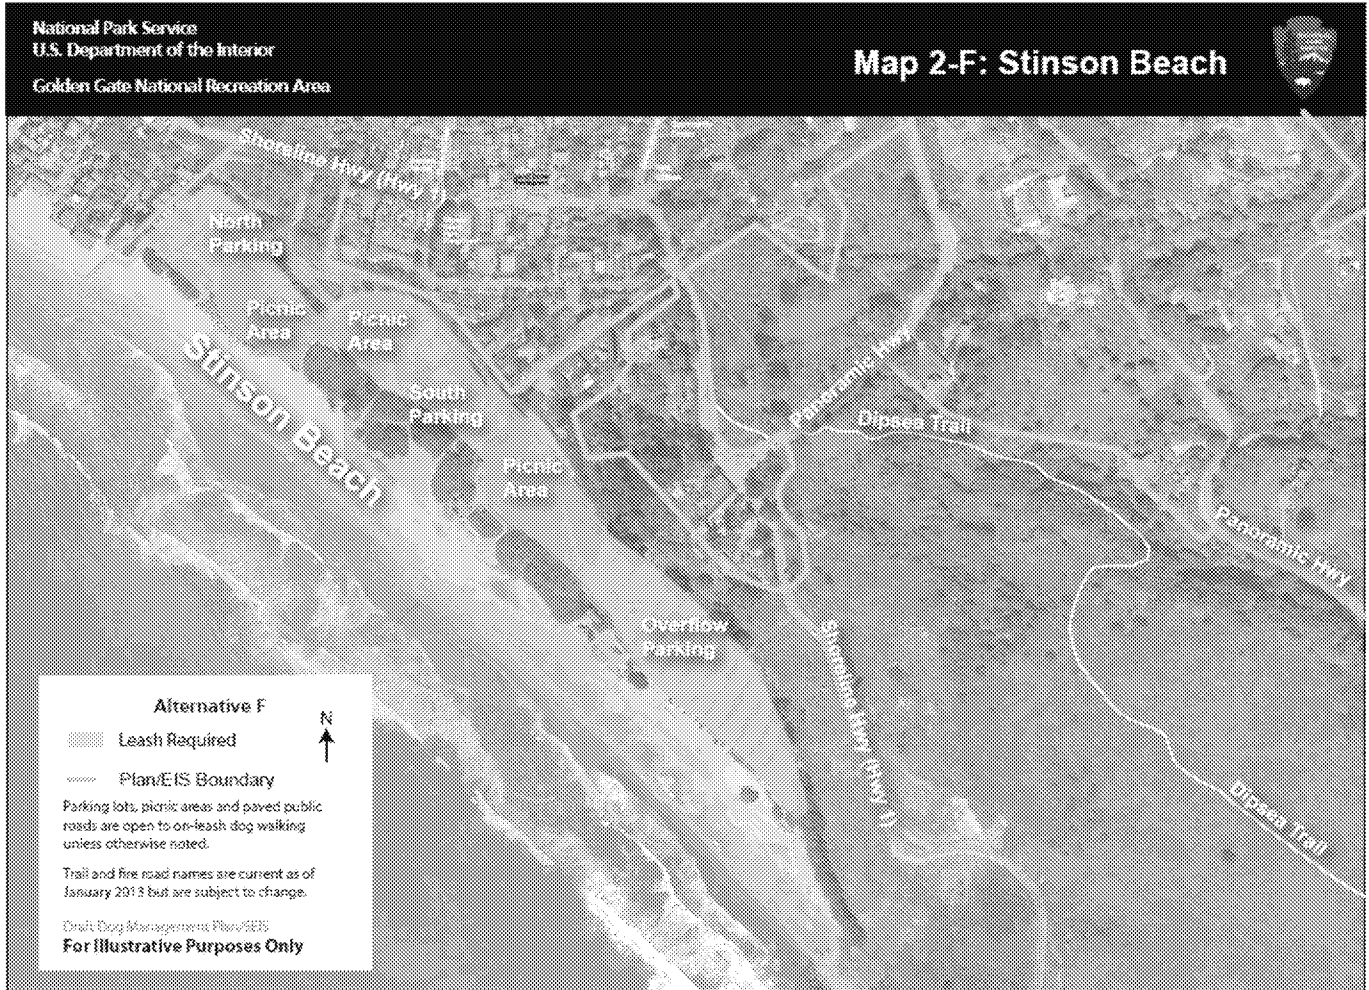 National Park Service
U.S. Department of the Interior
Golden Gate National Recreation Area
Map 2-F: Stinson Beach
Shoreline Hwy (Hwy 1)
North
Parking
Picnic
Area
Picnic
Area
Stinson Beach
South
Parking
Picnic
Area
Panoramic Hwy
Dipsea Trail
Panoramic Hwy
Overflow
Parking
Shoreline Hwy (Hwy 1)
Dipsea Trail
Alternative F
N
Leash Required
Plan/EIS Boundary
Parking lots, picnic areas and paved public
roads are open to on-leash dog walking
unless otherwise noted.
Trail and fire road names are current as of
January 2013 but are subject to change.
Draft Dog Management Plan/SEIS
For Illustrative Purposes Only